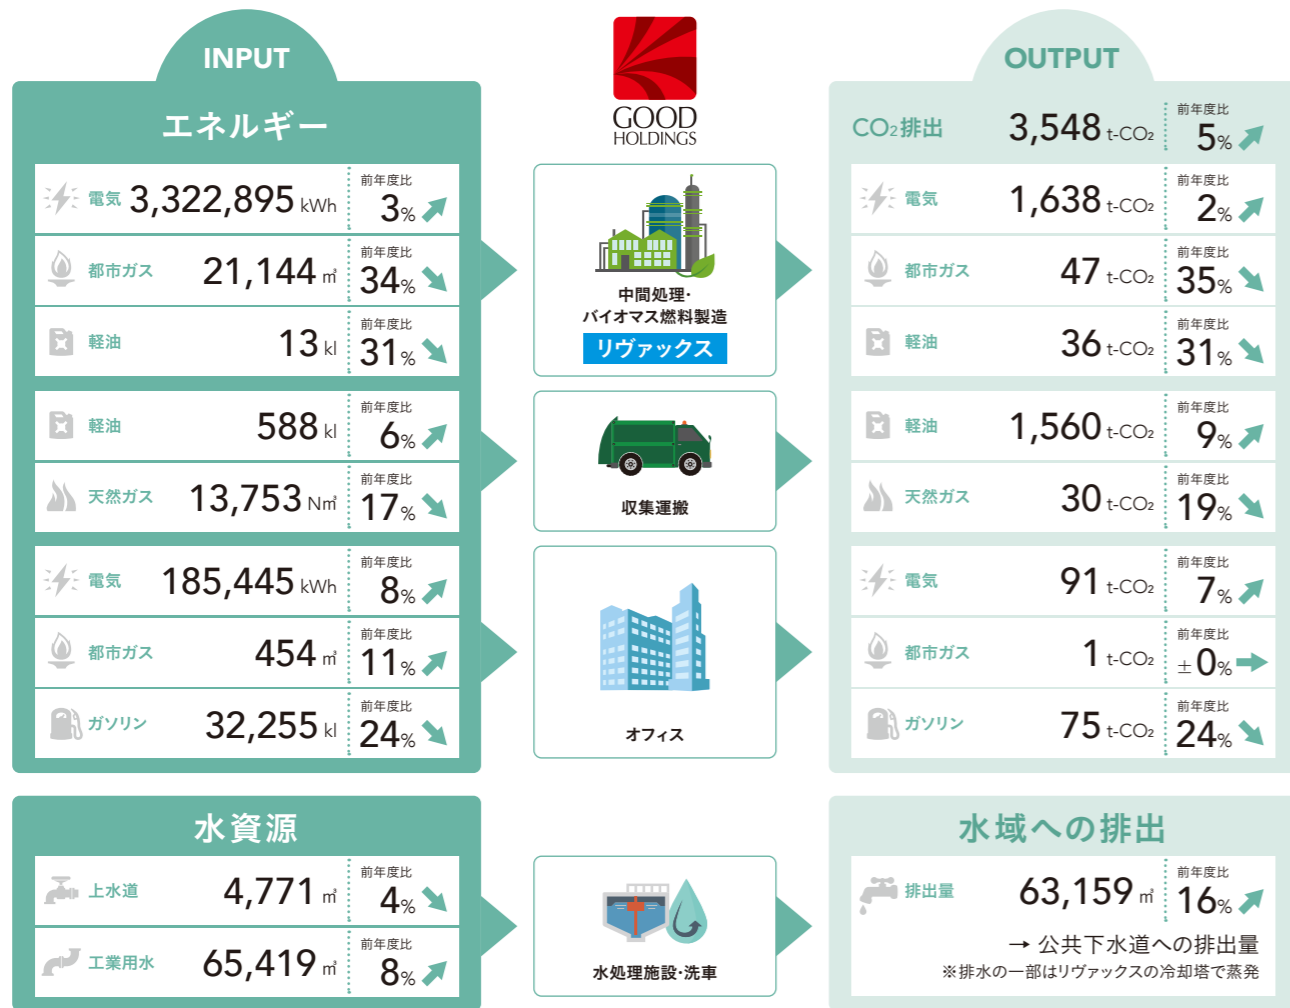 INPUT
エネルギー
電気 3,322,895 kWh 前年度比 3%
都市ガス 21,144 ㎥ 前年度比 34%
軽油 13 kl 前年度比 31%
軽油 588 kl 前年度比 6%
天然ガス 13,753 N㎥ 前年度比 17%
電気 185,445 kWh 前年度比 8%
都市ガス 454 ㎥ 前年度比 11%
ガソリン 32,255 kl 前年度比 24%
水資源
上水道 4,771 ㎥ 前年度比 4%
工業用水 65,419 ㎥ 前年度比 8%
GOOD
HOLDINGS
中間処理・
バイオマス燃料製造
リヴァックス
収集運搬
オフィス
水処理施設・洗車
OUTPUT
CO₂排出 3,548 t-CO₂ 前年度比 5%
電気 1,638 t-CO₂ 前年度比 2%
都市ガス 47 t-CO₂ 前年度比 35%
軽油 36 t-CO₂ 前年度比 31%
軽油 1,560 t-CO₂ 前年度比 9%
天然ガス 30 t-CO₂ 前年度比 19%
電気 91 t-CO₂ 前年度比 7%
都市ガス 1 t-CO₂ 前年度比 ±0%
ガソリン 75 t-CO₂ 前年度比 24%
水域への排出
排出量 63,159 ㎥ 前年度比 16%
→ 公共下水道への排出量
※排水の一部はリヴァックスの冷却塔で蒸発